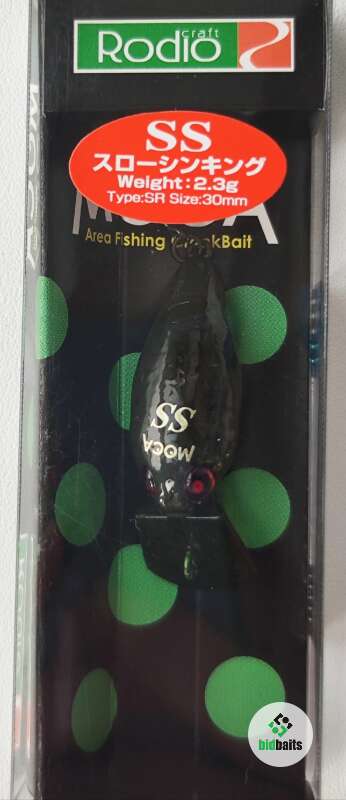 Rodio craft
SS
スローシンキング
Weight:2.3g
Type:SR Size:30mm
MOCA
Area Fishing CrankBait
SS
MOCA
MOCA
bidbaits